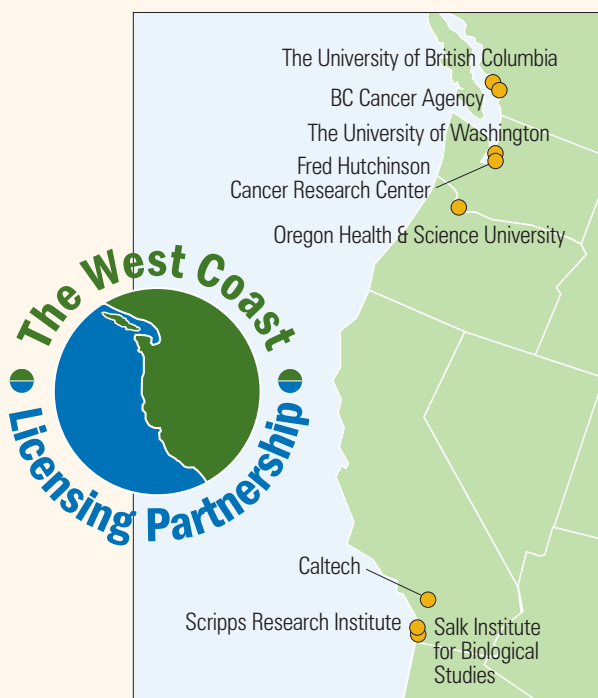 The University of British Columbia
BC Cancer Agency
The University of Washington
Fred Hutchinson
Cancer Research Center
Oregon Health & Science University
The West Coast
Licensing Partnership
Caltech
Scripps Research Institute
Salk Institute
for Biological
Studies